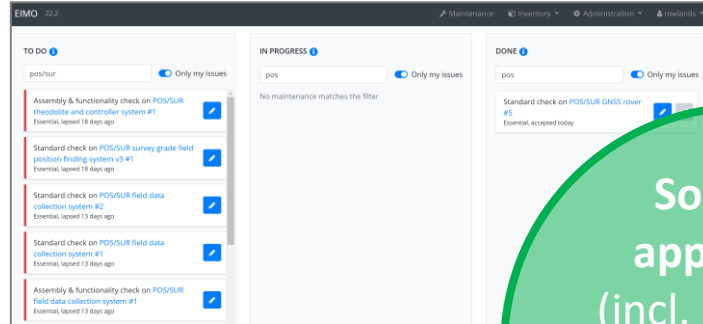 EIMO 22.2
Maintenance Inventory Administration rowlands
TO DO
pos/sur Only my issues
Assembly & functionality check on POS/SUR
theodolite and controller system #1
Essential, lapsed 18 days ago
Standard check on POS/SUR survey grade field
position finding system v3 #1
Essential, lapsed 18 days ago
Standard check on POS/SUR field data
collection system #2
Essential, lapsed 13 days ago
Standard check on POS/SUR field data
collection system #1
Essential, lapsed 13 days ago
Assembly & functionality check on POS/SUR
field data collection system #1
Essential, lapsed 13 days ago
IN PROGRESS
pos Only my issues
No maintenance matches the filter
DONE
pos Only my issues
Standard check on POS/SUR GNSS rover
#5
Essential, accepted today
So
app
(incl.